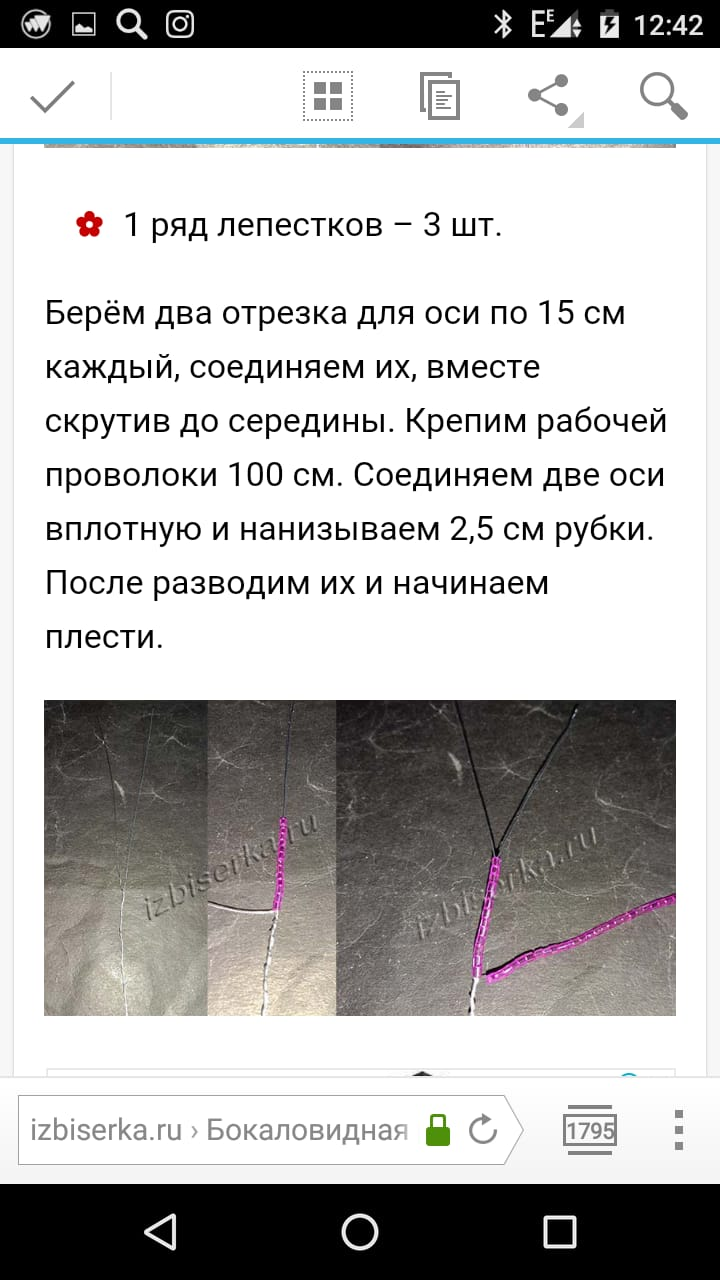 12:42
1 ряд лепестков – 3 шт.
Берём два отрезка для оси по 15 см
каждый, соединяем их, вместе
скрутив до середины. Крепим рабочей
проволоки 100 см. Соединяем две оси
вплотную и нанизываем 2,5 см рубки.
После разводим их и начинаем
плести.
izbiserka.ru
izbiserka.ru
izbiserka.ru › Бокаловидная
1795